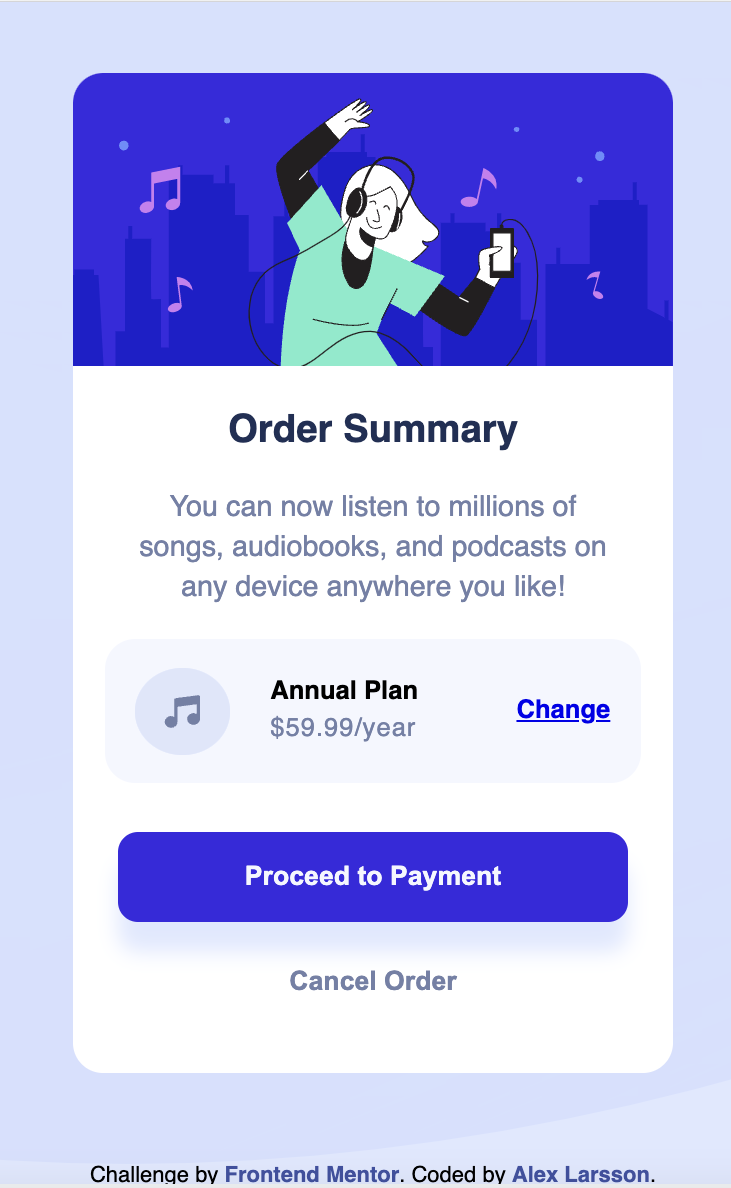 Order Summary
You can now listen to millions of
songs, audiobooks, and podcasts on
any device anywhere you like!
Annual Plan
$59.99/year
Change
Proceed to Payment
Cancel Order
Challenge by Frontend Mentor. Coded by Alex Larsson.